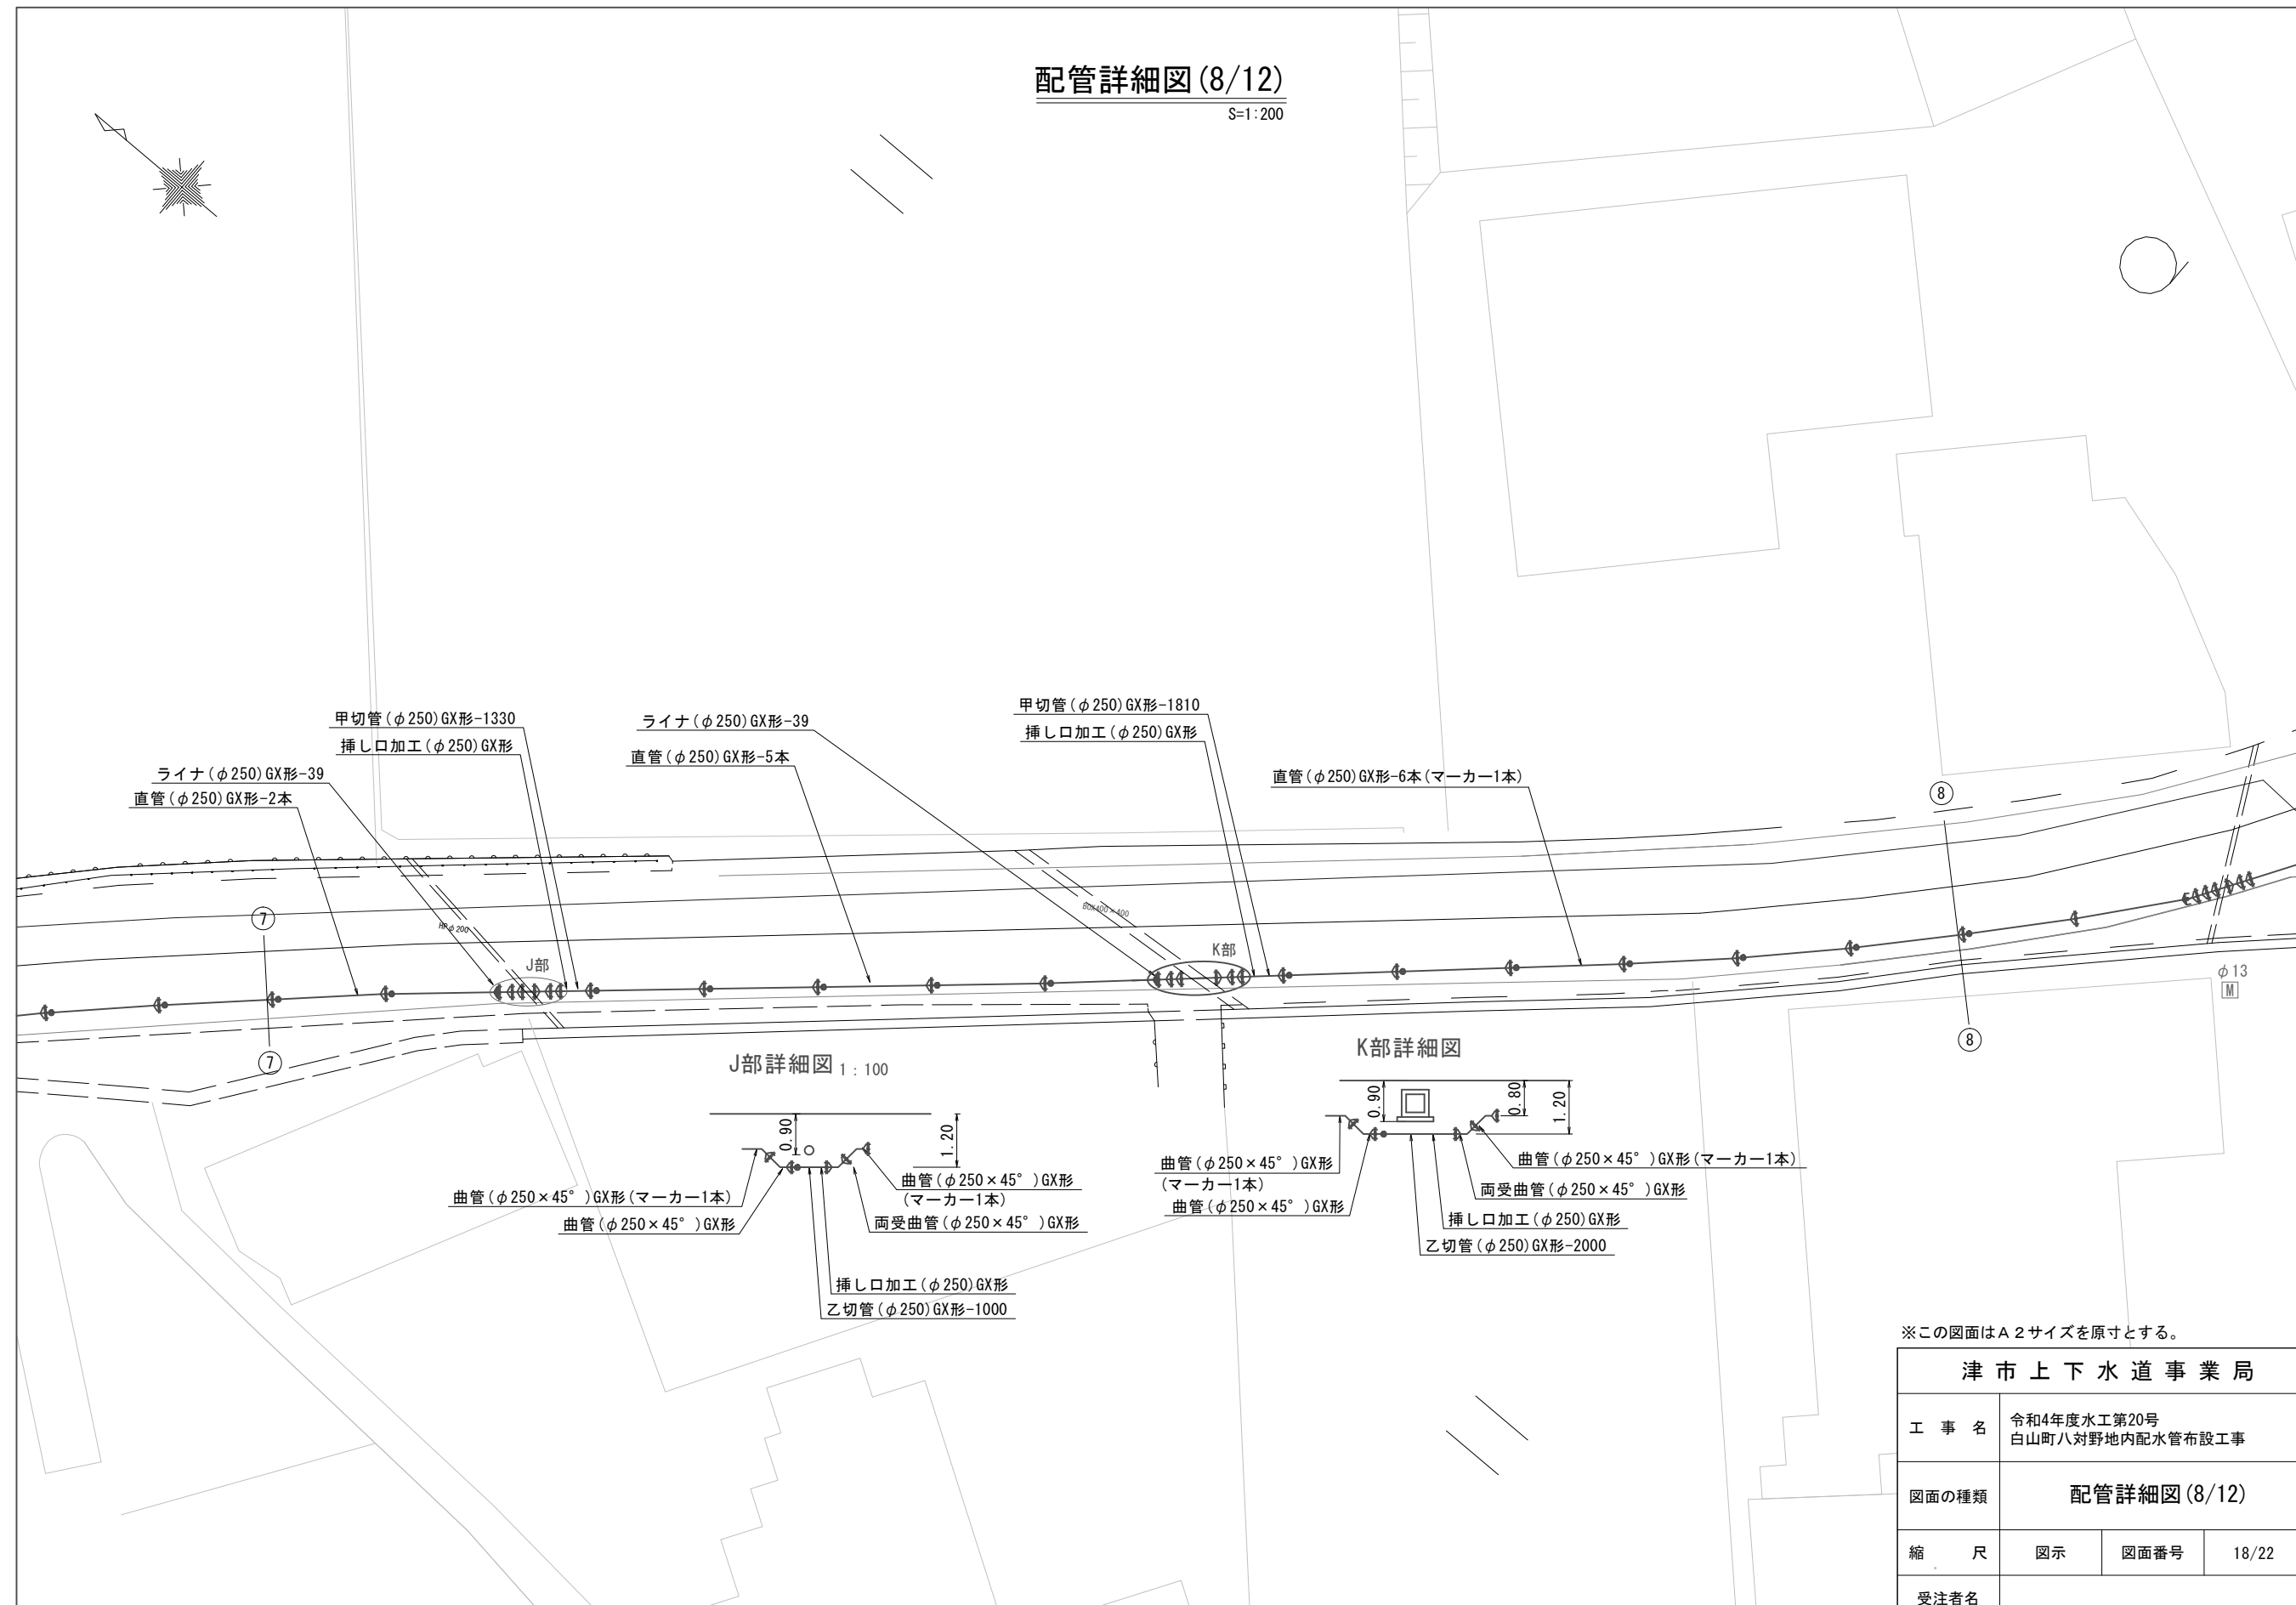 配管詳細図(8/12)
S=1:200
甲切管(φ250)GX形-1330
挿し口加工(φ250)GX形
ライナ(φ250)GX形-39
直管(φ250)GX形-2本
ライナ(φ250)GX形-39
直管(φ250)GX形-5本
甲切管(φ250)GX形-1810
挿し口加工(φ250)GX形
直管(φ250)GX形-6本(マーカー1本)
8
7
HPφ200
BOX400×400
J部
K部
φ13
M
7
8
J部詳細図 1:100
0.90
1.20
曲管(φ250×45°)GX形(マーカー1本)
曲管(φ250×45°)GX形
曲管(φ250×45°)GX形
(マーカー1本)
両受曲管(φ250×45°)GX形
挿し口加工(φ250)GX形
乙切管(φ250)GX形-1000
K部詳細図
0.90
0.80
1.20
曲管(φ250×45°)GX形
(マーカー1本)
曲管(φ250×45°)GX形
曲管(φ250×45°)GX形(マーカー1本)
両受曲管(φ250×45°)GX形
挿し口加工(φ250)GX形
乙切管(φ250)GX形-2000
※この図面はA2サイズを原寸とする。
津市上下水道事業局
工事名 令和4年度水工第20号
白山町八対野地内配水管布設工事
図面の種類 配管詳細図(8/12)
縮尺 図示 図面番号 18/22
受注者名